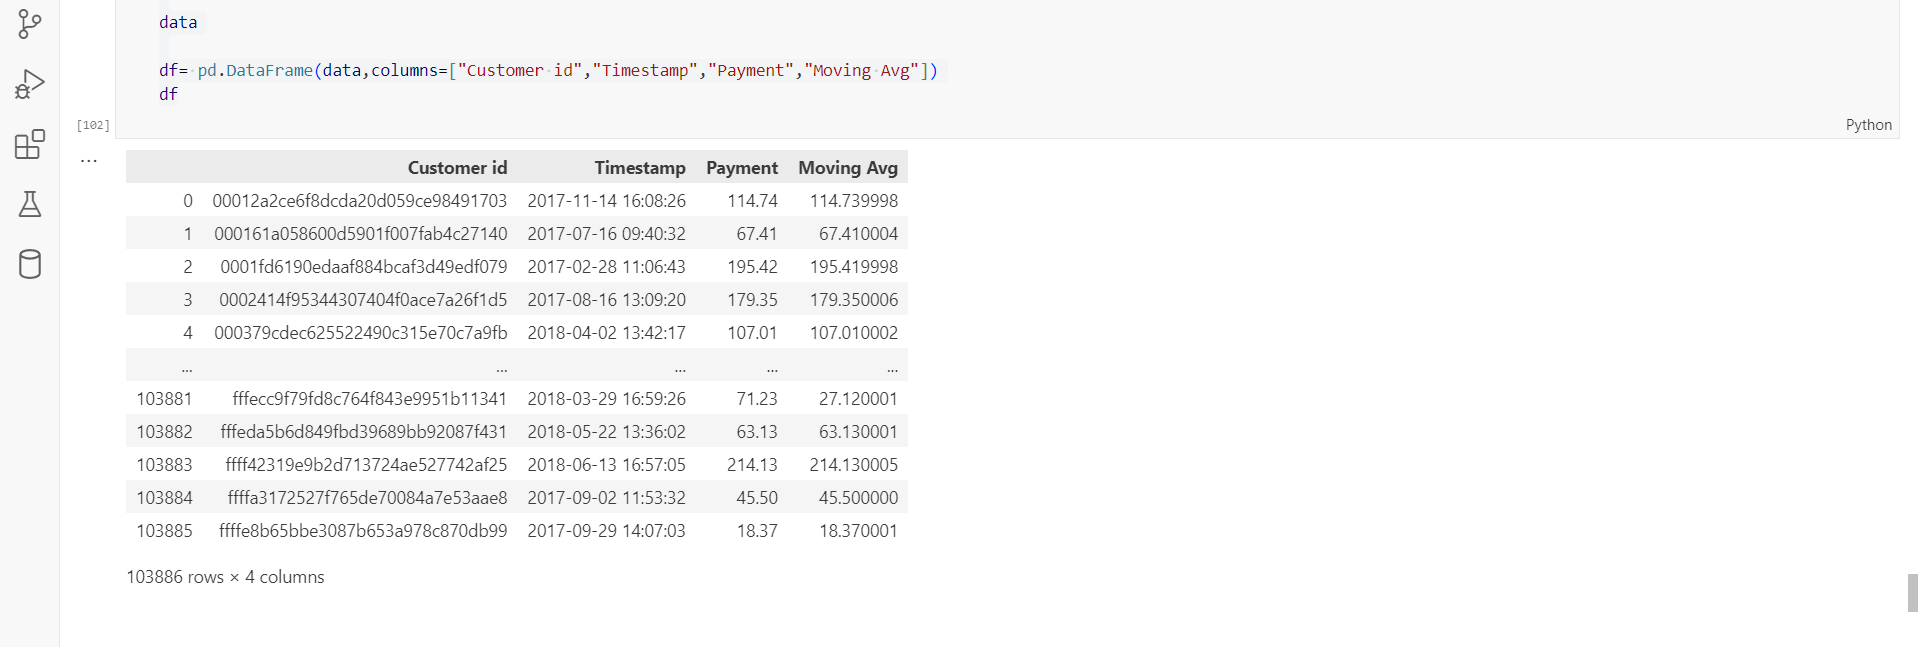 data
df= pd.DataFrame(data,columns=["Customer id","Timestamp","Payment","Moving Avg"])
df
[102]
Python
...
Customer id Timestamp Payment Moving Avg
0 00012a2ce6f8dcda20d059ce98491703 2017-11-14 16:08:26 114.74 114.739998
1 000161a058600d5901f007fab4c27140 2017-07-16 09:40:32 67.41 67.410004
2 0001fd6190edaaf884bcaf3d49edf079 2017-02-28 11:06:43 195.42 195.419998
3 0002414f95344307404f0ace7a26f1d5 2017-08-16 13:09:20 179.35 179.350006
4 000379cdec625522490c315e70c7a9fb 2018-04-02 13:42:17 107.01 107.010002
... ... ... ... ...
103881 fffecc9f79fd8c764f843e9951b11341 2018-03-29 16:59:26 71.23 27.120001
103882 fffeda5b6d849fbd39689bb92087f431 2018-05-22 13:36:02 63.13 63.130001
103883 ffff42319e9b2d713724ae527742af25 2018-06-13 16:57:05 214.13 214.130005
103884 ffffa3172527f765de70084a7e53aae8 2017-09-02 11:53:32 45.50 45.500000
103885 ffffe8b65bbe3087b653a978c870db99 2017-09-29 14:07:03 18.37 18.370001
103886 rows × 4 columns